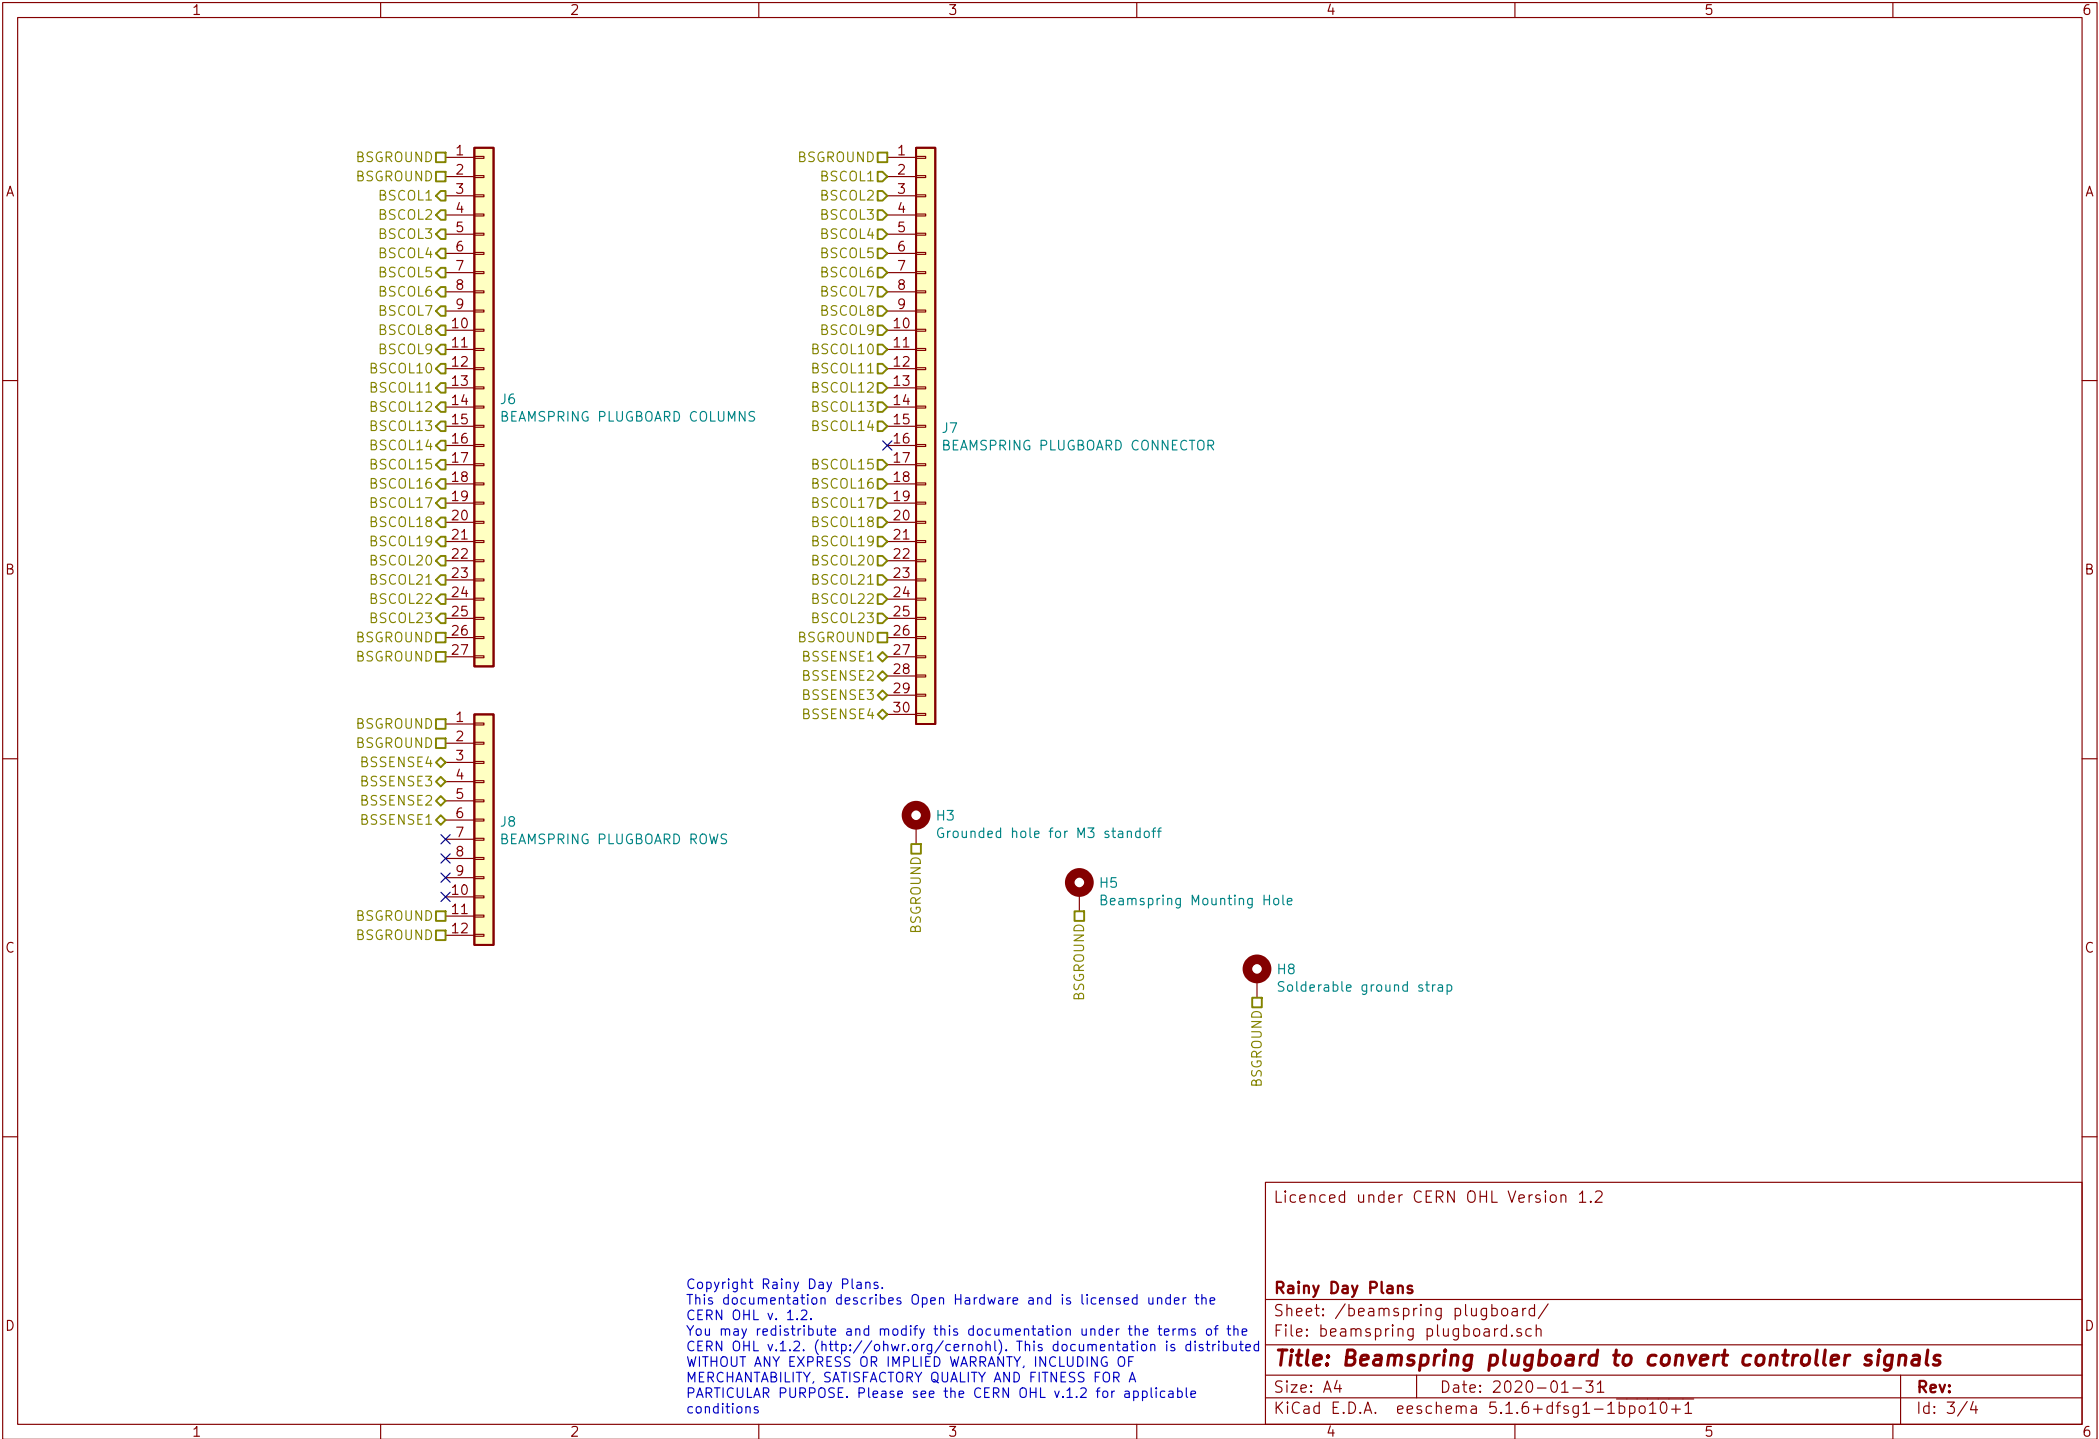 1 2 3 4 5 6
A
B
C
D
BSGROUND 1
BSGROUND 2
BSCOL1 3
BSCOL2 4
BSCOL3 5
BSCOL4 6
BSCOL5 7
BSCOL6 8
BSCOL7 9
BSCOL8 10
BSCOL9 11
BSCOL10 12
BSCOL11 13
BSCOL12 14
BSCOL13 15
BSCOL14 16
BSCOL15 17
BSCOL16 18
BSCOL17 19
BSCOL18 20
BSCOL19 21
BSCOL20 22
BSCOL21 23
BSCOL22 24
BSCOL23 25
BSGROUND 26
BSGROUND 27
J6
BEAMSPRING PLUGBOARD COLUMNS
BSGROUND 1
BSGROUND 2
BSSENSE4 3
BSSENSE3 4
BSSENSE2 5
BSSENSE1 6
7
8
9
10
BSGROUND 11
BSGROUND 12
J8
BEAMSPRING PLUGBOARD ROWS
BSGROUND 1
BSCOL1 2
BSCOL2 3
BSCOL3 4
BSCOL4 5
BSCOL5 6
BSCOL6 7
BSCOL7 8
BSCOL8 9
BSCOL9 10
BSCOL10 11
BSCOL11 12
BSCOL12 13
BSCOL13 14
BSCOL14 15
16
BSCOL15 17
BSCOL16 18
BSCOL17 19
BSCOL18 20
BSCOL19 21
BSCOL20 22
BSCOL21 23
BSCOL22 24
BSCOL23 25
BSGROUND 26
BSSENSE1 27
BSSENSE2 28
BSSENSE3 29
BSSENSE4 30
J7
BEAMSPRING PLUGBOARD CONNECTOR
H3
Grounded hole for M3 standoff
BSGROUND
H5
Beamspring Mounting Hole
BSGROUND
H8
Solderable ground strap
BSGROUND
Copyright Rainy Day Plans.
This documentation describes Open Hardware and is licensed under the
CERN OHL v. 1.2.
You may redistribute and modify this documentation under the terms of the
CERN OHL v.1.2. (http://ohwr.org/cernohl). This documentation is distributed
WITHOUT ANY EXPRESS OR IMPLIED WARRANTY, INCLUDING OF
MERCHANTABILITY, SATISFACTORY QUALITY AND FITNESS FOR A
PARTICULAR PURPOSE. Please see the CERN OHL v.1.2 for applicable
conditions
Licenced under CERN OHL Version 1.2
Rainy Day Plans
Sheet: /beamspring plugboard/
File: beamspring plugboard.sch
Title: Beamspring plugboard to convert controller signals
Size: A4 Date: 2020-01-31 Rev:
KiCad E.D.A. eeschema 5.1.6+dfsg1-1bpo10+1 Id: 3/4
A
B
C
D
1 2 3 4 5 6